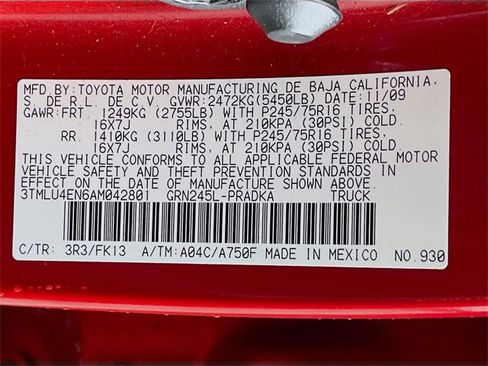 MFD. BY: TOYOTA MOTOR MANUFACTURING DE BAJA CALIFORNIA,
S. DE R.L. DE C.V. GVWR:2472KG(5450LB) DATE:11/09
GAWR:FRT. 1249KG (2755LB) WITH P245/75R16 TIRES,
16X7J RIMS, AT 210KPA (30PSI) COLD.
RR. 1410KG (3110LB) WITH P245/75R16 TIRES,
16X7J RIMS, AT 210KPA (30PSI) COLD.
THIS VEHICLE CONFORMS TO ALL APPLICABLE FEDERAL MOTOR
VEHICLE SAFETY STANDARDS IN EFFECT ON THE DATE OF
MANUFACTURE SHOWN ABOVE.
3TMLU4EN6AM042801 GRN245L-PRADKA TRUCK
C/TR: 3R3/FK13 A/TM:A04C/A750F MADE IN MEXICO NO.930